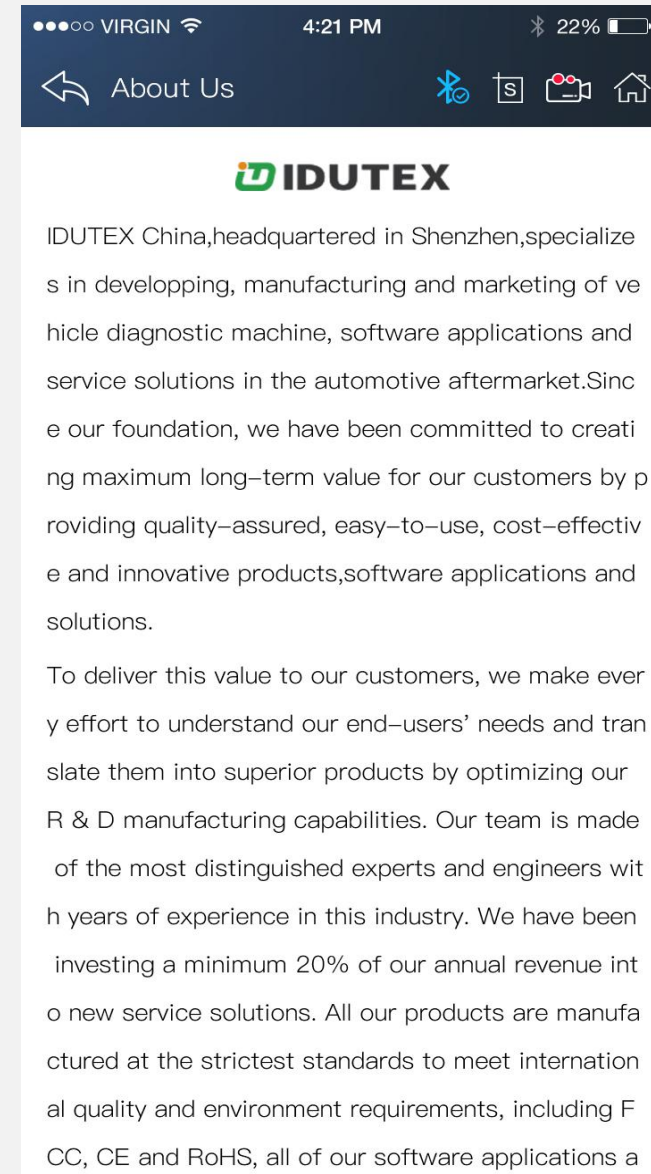 VIRGIN 4:21 PM 22%
About Us S
IDUTEX
IDUTEX China,headquartered in Shenzhen,specialize
s in developping, manufacturing and marketing of ve
hicle diagnostic machine, software applications and
service solutions in the automotive aftermarket.Sinc
e our foundation, we have been committed to creati
ng maximum long–term value for our customers by p
roviding quality–assured, easy–to–use, cost–effectiv
e and innovative products,software applications and
solutions.
To deliver this value to our customers, we make ever
y effort to understand our end–users’ needs and tran
slate them into superior products by optimizing our
R & D manufacturing capabilities. Our team is made
of the most distinguished experts and engineers wit
h years of experience in this industry. We have been
investing a minimum 20% of our annual revenue int
o new service solutions. All our products are manufa
ctured at the strictest standards to meet internation
al quality and environment requirements, including F
CC, CE and RoHS, all of our software applications a